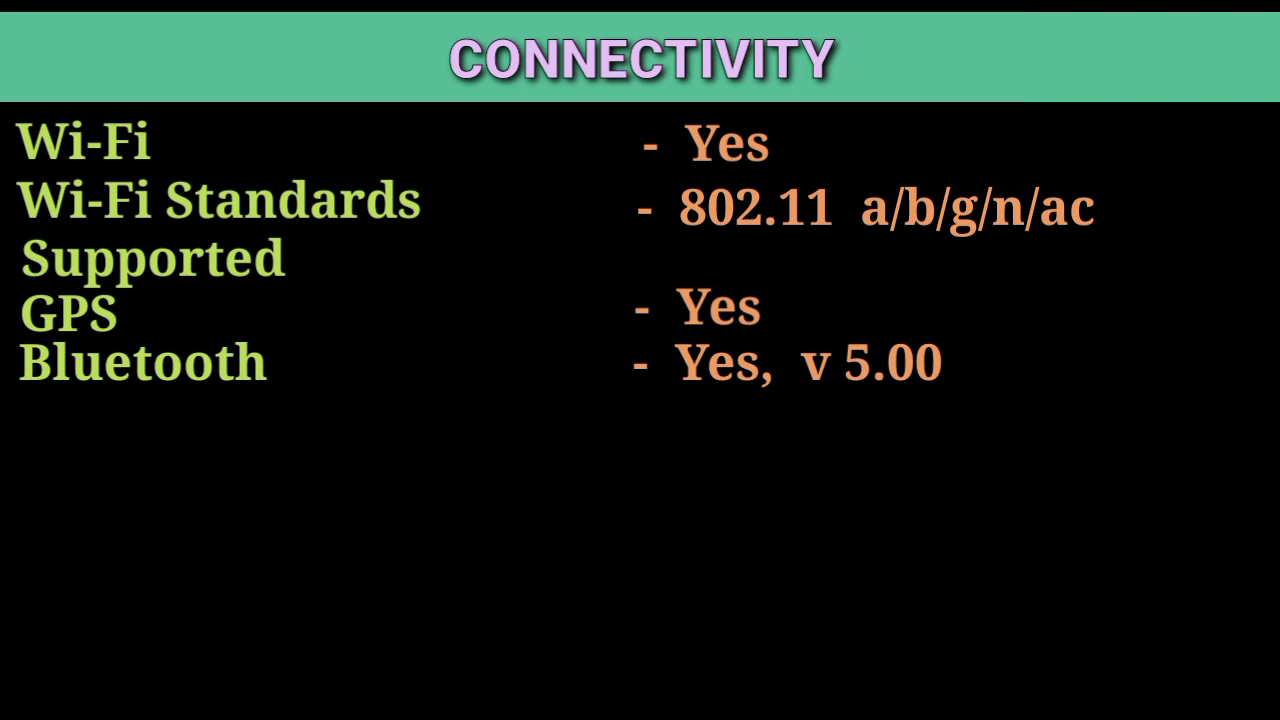 CONNECTIVITY
Wi-Fi - Yes
Wi-Fi Standards - 802.11 a/b/g/n/ac
Supported
GPS - Yes
Bluetooth - Yes, v 5.00